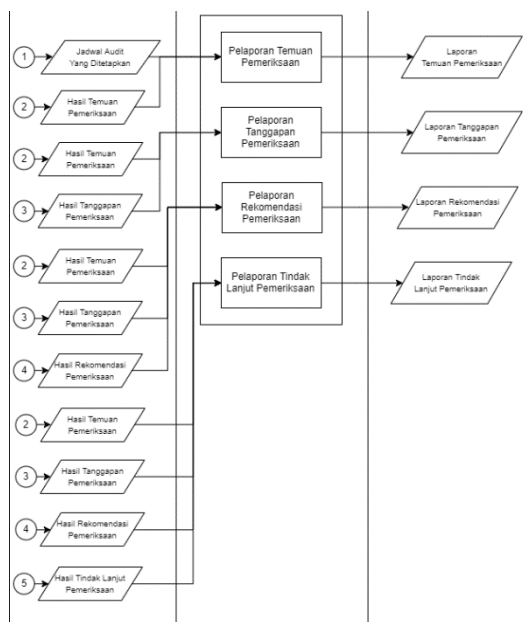 1
Jadwal Audit
Yang Ditetapkan
Pelaporan Temuan
Pemeriksaan
Laporan
Temuan Pemeriksaan
2
Hasil Temuan
Pemeriksaan
2
Hasil Temuan
Pemeriksaan
Pelaporan
Tanggapan
Pemeriksaan
Laporan Tanggapan
Pemeriksaan
3
Hasil Tanggapan
Pemeriksaan
Pelaporan
Rekomendasi
Pemeriksaan
Laporan Rekomendasi
Pemeriksaan
2
Hasil Temuan
Pemeriksaan
Pelaporan Tindak
Lanjut Pemeriksaan
Laporan Tindak
Lanjut Pemeriksaan
3
Hasil Tanggapan
Pemeriksaan
4
Hasil Rekomendasi
Pemeriksaan
2
Hasil Temuan
Pemeriksaan
3
Hasil Tanggapan
Pemeriksaan
4
Hasil Rekomendasi
Pemeriksaan
5
Hasil Tindak Lanjut
Pemeriksaan